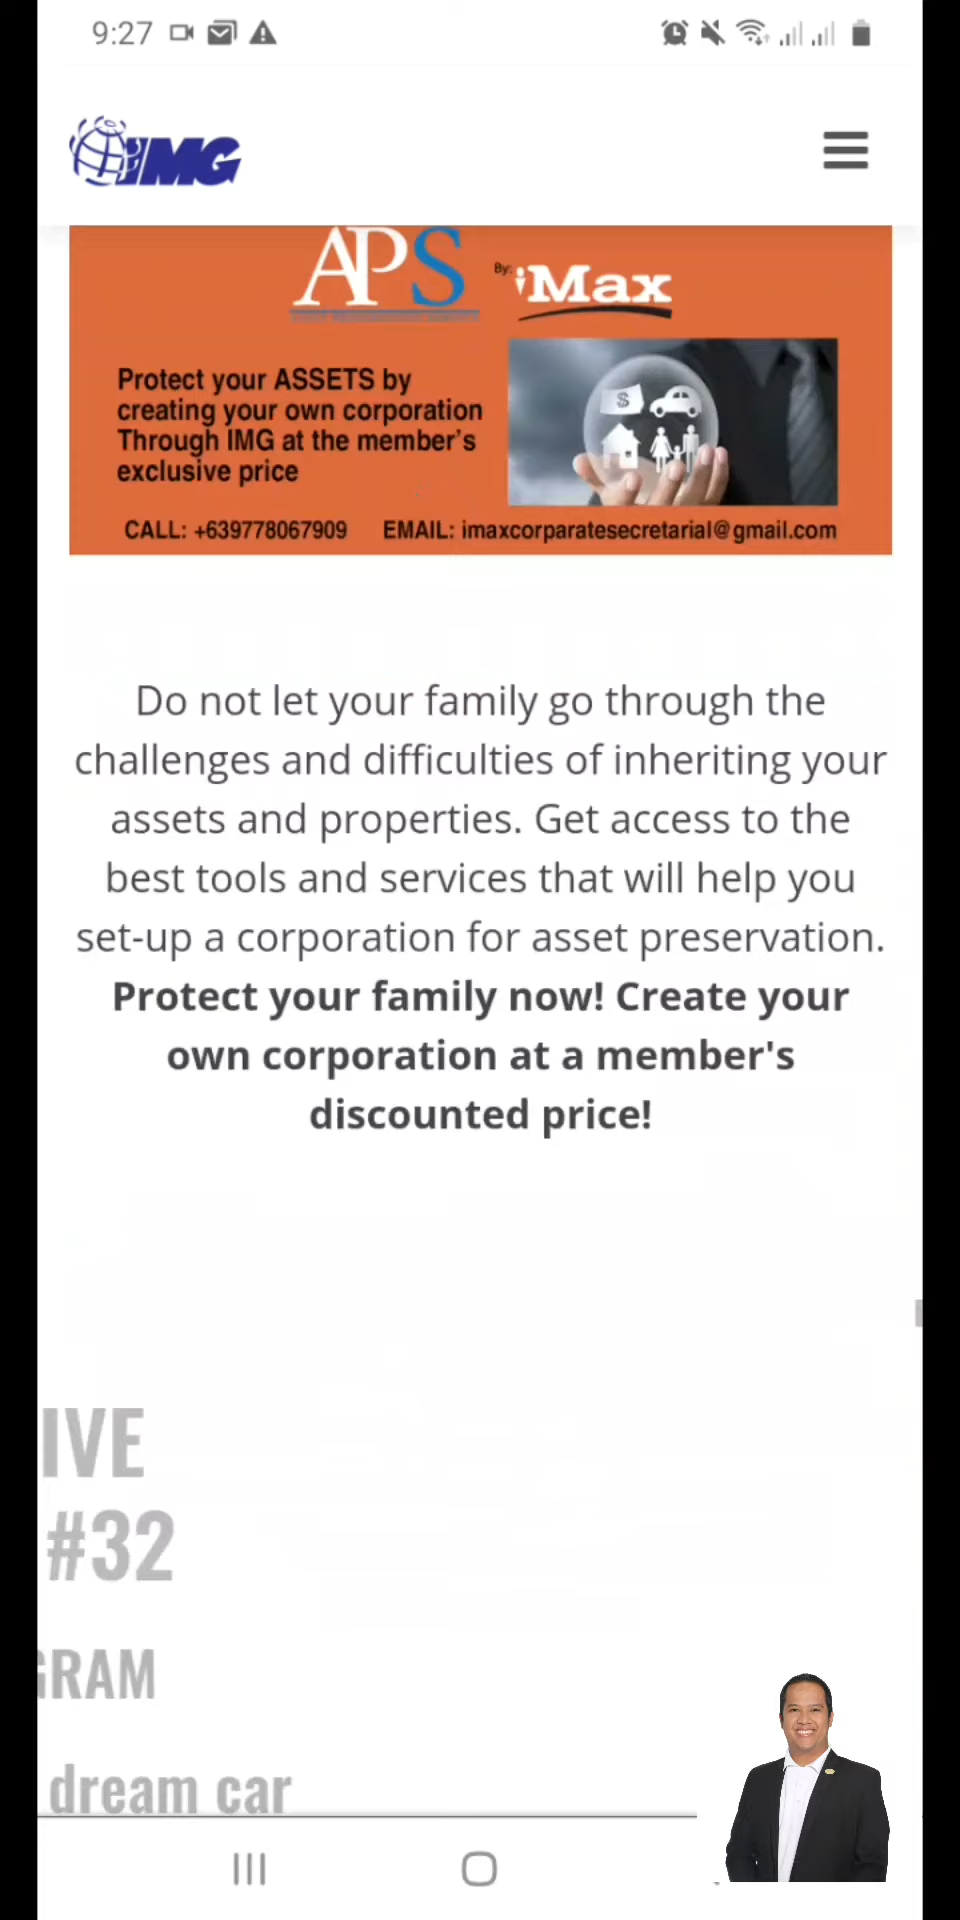 9:27
IMG
APS
By: iMax
Protect your ASSETS by
creating your own corporation
Through IMG at the member's
exclusive price
$
CALL: +639778067909 EMAIL: imaxcorparatesecretarial@gmail.com
Do not let your family go through the
challenges and difficulties of inheriting your
assets and properties. Get access to the
best tools and services that will help you
set-up a corporation for asset preservation.
Protect your family now! Create your
own corporation at a member's
discounted price!
IVE
#32
GRAM
dream car